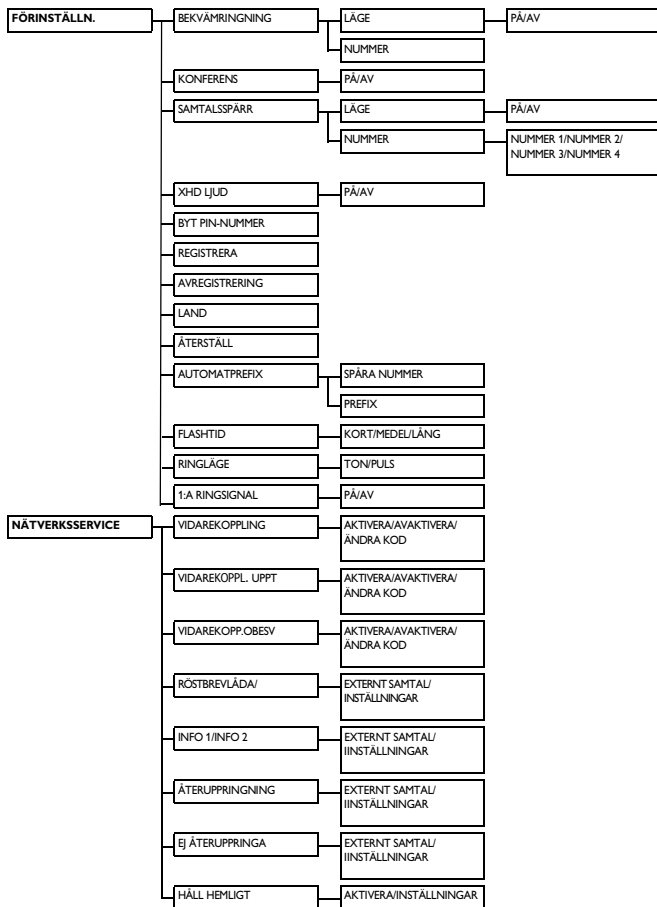 FÖRINSTÄLLN.
BEKVÄMRINGNING
LÄGE
PÅ/AV
NUMMER
KONFERENS
PÅ/AV
SAMTALSSPÄRR
LÄGE
PÅ/AV
NUMMER
NUMMER 1/NUMMER 2/
NUMMER 3/NUMMER 4
XHD LJUD
PÅ/AV
BYT PIN-NUMMER
REGISTRERA
AVREGISTRERING
LAND
ÅTERSTÄLL
AUTOMATPREFIX
SPÅRA NUMMER
PREFIX
FLASHTID
KORT/MEDEL/LÅNG
RINGLÄGE
TON/PULS
1:A RINGSIGNAL
PÅ/AV
NÄTVERKSSERVICE
VIDAREKOPPLING
AKTIVERA/AVAKTIVERA/
ÄNDRA KOD
VIDAREKOPPL. UPPT
AKTIVERA/AVAKTIVERA/
ÄNDRA KOD
VIDAREKOPP.OBESV
AKTIVERA/AVAKTIVERA/
ÄNDRA KOD
RÖSTBREVLÅDA/
EXTERNT SAMTAL/
INSTÄLLNINGAR
INFO 1/INFO 2
EXTERNT SAMTAL/
IINSTÄLLNINGAR
ÅTERUPPRINGNING
EXTERNT SAMTAL/
IINSTÄLLNINGAR
EJ ÅTERUPPRINGA
EXTERNT SAMTAL/
IINSTÄLLNINGAR
HÅLL HEMLIGT
AKTIVERA/INSTÄLLNINGAR